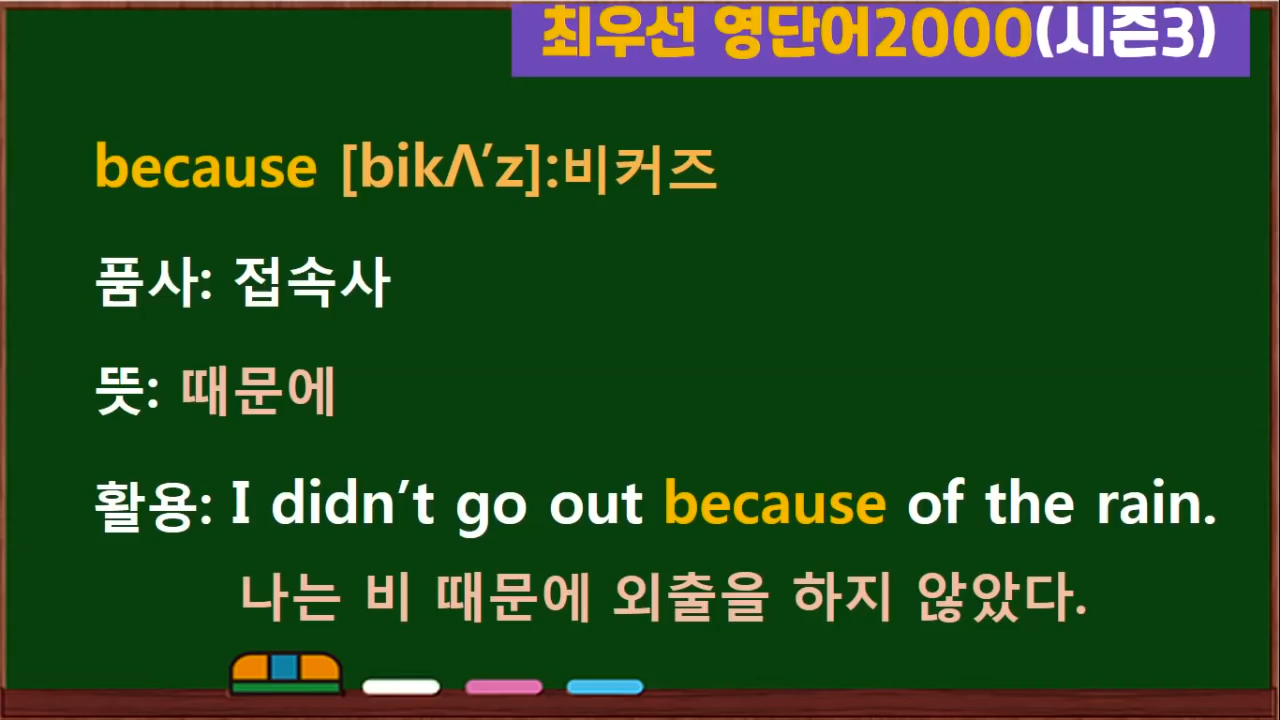 최우선 영단어2000(시즌3)
because [bikΛ′z]:비커즈
품사: 접속사
뜻: 때문에
활용: I didn’t go out because of the rain.
나는 비 때문에 외출을 하지 않았다.